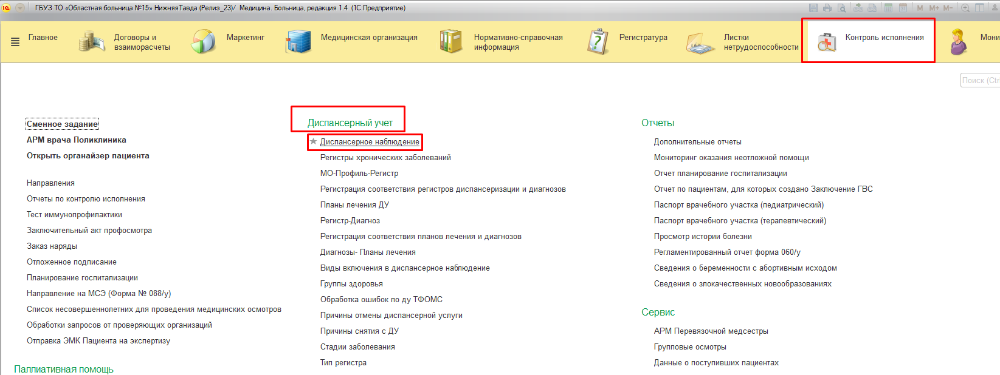 ГБУЗ ТО «Областная больница №15» НижняяТавда (Релиз_23)/ Медицина. Больница, редакция 1.4 (1С:Предприятие)
M M+ M-
Главное
Договоры и
взаиморасчеты
Маркетинг
Медицинская организация
Нормативно-справочная
информация
Регистратура
Листки
нетрудоспособности
Контроль исполнения
Мони
Поиск (Ctr
Сменное задание
АРМ врача Поликлиника
Открыть органайзер пациента
Направления
Отчеты по контролю исполнения
Тест иммунопрофилактики
Заключительный акт профосмотра
Заказ наряды
Отложенное подписание
Планирование госпитализации
Направление на МСЭ (Форма № 088/у)
Список несовершеннолетних для проведения медицинских осмотров
Обработки запросов от проверяющих организаций
Отправка ЭМК Пациента на экспертизу
Паллиативная помощь
Диспансерный учет
Диспансерное наблюдение
Регистры хронических заболеваний
МО-Профиль-Регистр
Регистрация соответствия регистров диспансеризации и диагнозов
Планы лечения ДУ
Регистр-Диагноз
Регистрация соответствия планов лечения и диагнозов
Диагнозы- Планы лечения
Виды включения в диспансерное наблюдение
Группы здоровья
Обработка ошибок по ду ТФОМС
Причины отмены диспансерной услуги
Причины снятия с ДУ
Стадии заболевания
Тип регистра
Отчеты
Дополнительные отчеты
Мониторинг оказания неотложной помощи
Отчет планирование госпитализации
Отчет по пациентам, для которых создано Заключение ГВС
Паспорт врачебного участка (педиатрический)
Паспорт врачебного участка (терапевтический)
Просмотр истории болезни
Регламентированный отчет форма 060/у
Сведения о беременности с абортивным исходом
Сведения о злокачественных новообразованиях
Сервис
АРМ Перевязочной медсестры
Групповые осмотры
Данные о поступивших пациентах